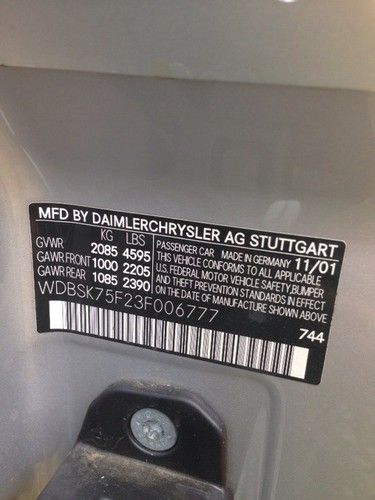 MFD BY DAIMLERCHRYSLER AG STUTTGART
KG LBS
GVWR 2085 4595
GAWR FRONT 1000 2205
GAWR REAR 1085 2390
PASSENGER CAR MADE IN GERMANY 11/01
THIS VEHICLE CONFORMS TO ALL APPLICABLE
U.S. FEDERAL MOTOR VEHICLE SAFETY, BUMPER
AND THEFT PREVENTION STANDARDS IN EFFECT
ON THE DATE OF MANUFACTURE SHOWN ABOVE
WDBSK75F23F006777
744